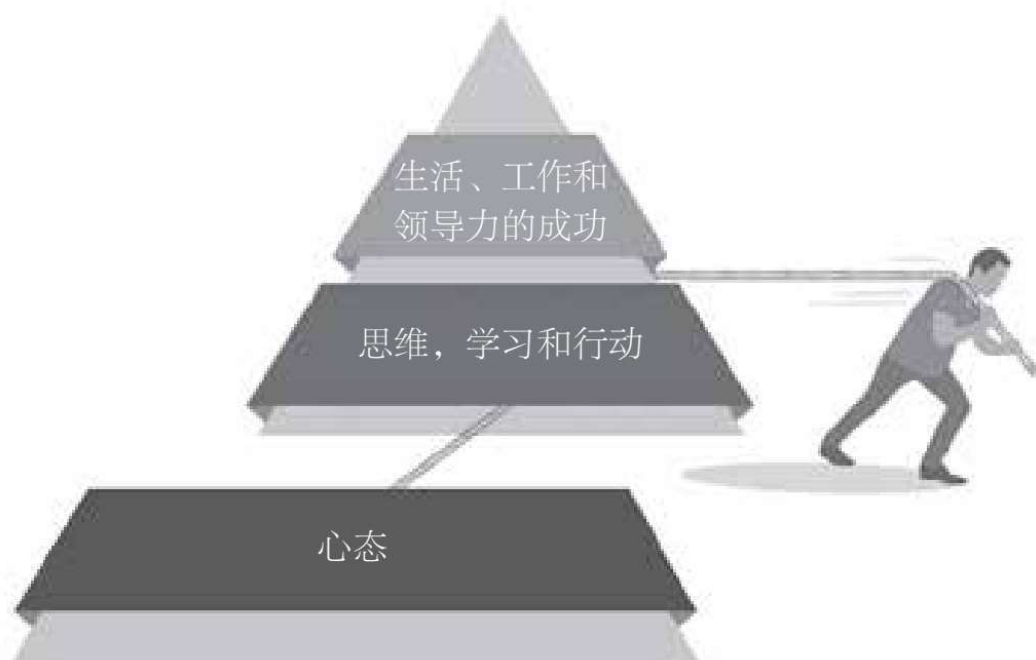 生活、工作和
领导力的成功
思维，学习和行动
心态